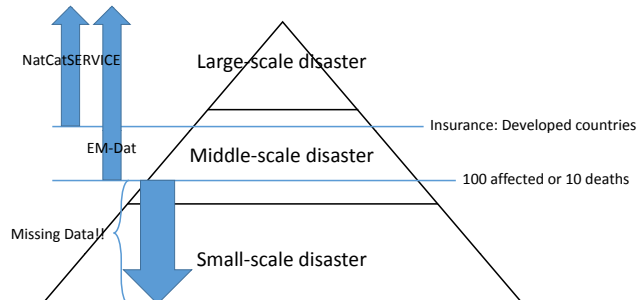 NatCatSERVICE
Large-scale disaster
Insurance: Developed countries
EM-Dat
Middle-scale disaster
100 affected or 10 deaths
Missing Data!!
Small-scale disaster